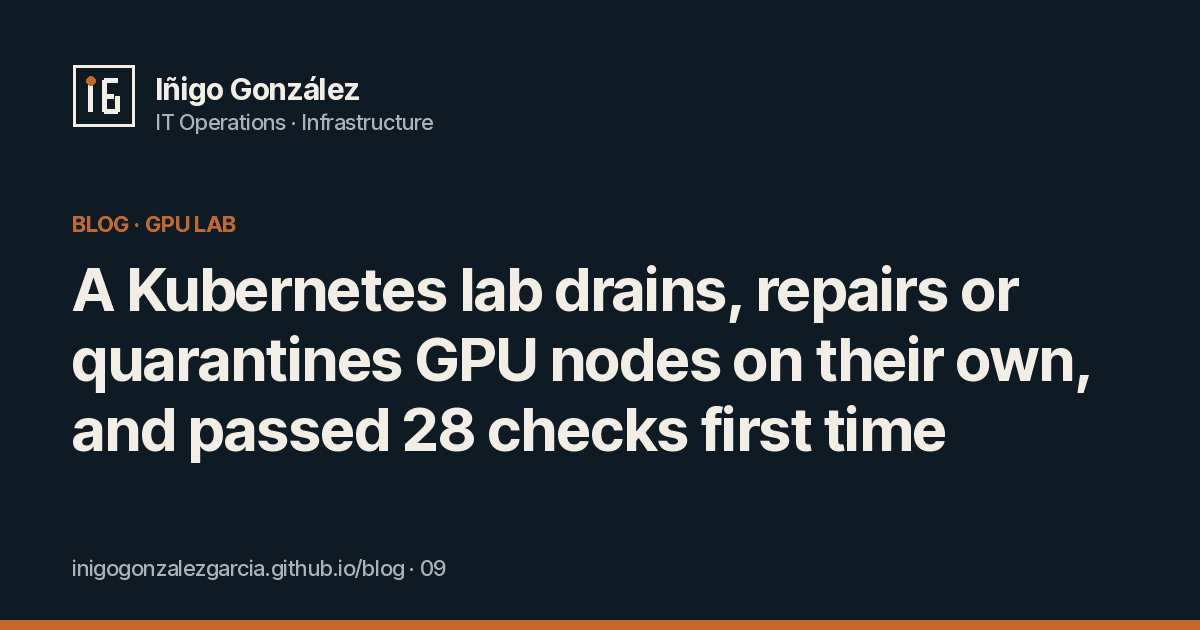 iG
Iñigo González
IT Operations · Infrastructure
BLOG · GPU LAB
A Kubernetes lab drains, repairs or
quarantines GPU nodes on their own,
and passed 28 checks first time
inigogonzalezgarcia.github.io/blog · 09